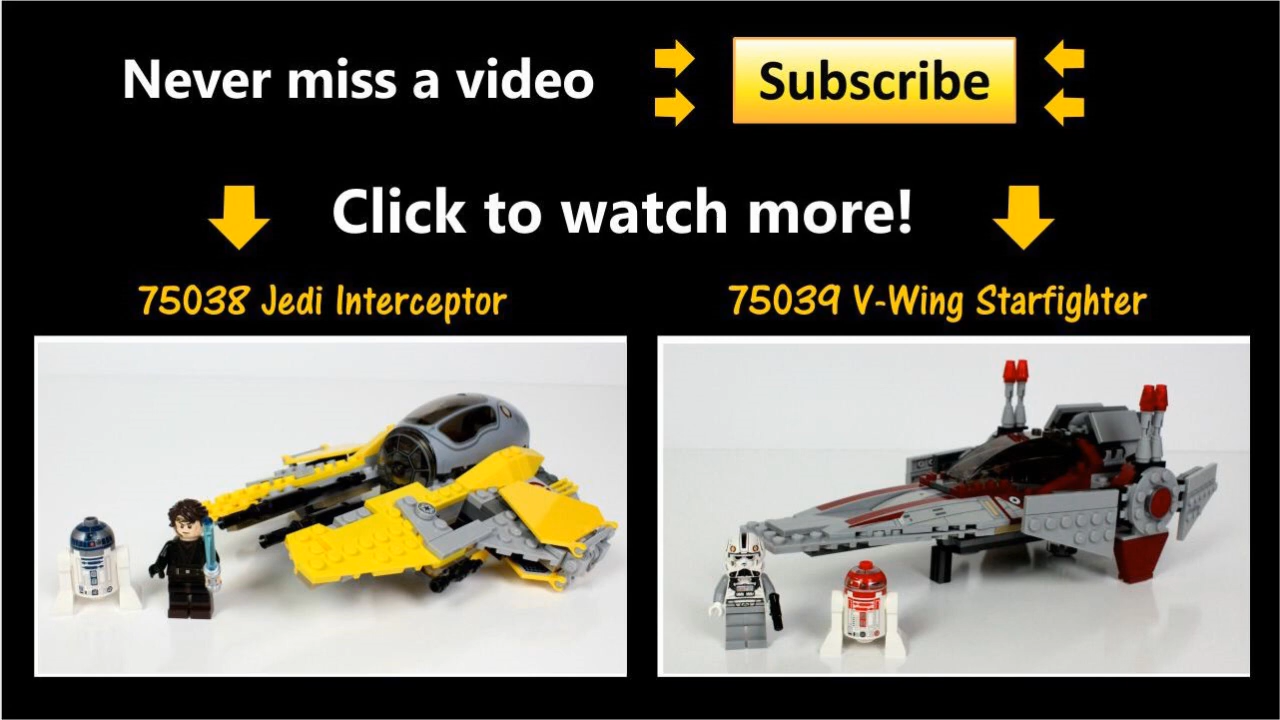 Never miss a video
Subscribe
Click to watch more!
75038 Jedi Interceptor
75039 V-Wing Starfighter